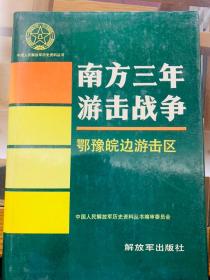 中国人民解放军历史资料丛书
南方三年
游击战争
鄂豫皖边游击区
中国人民解放军历史资料丛书编审委员会
解放军出版社